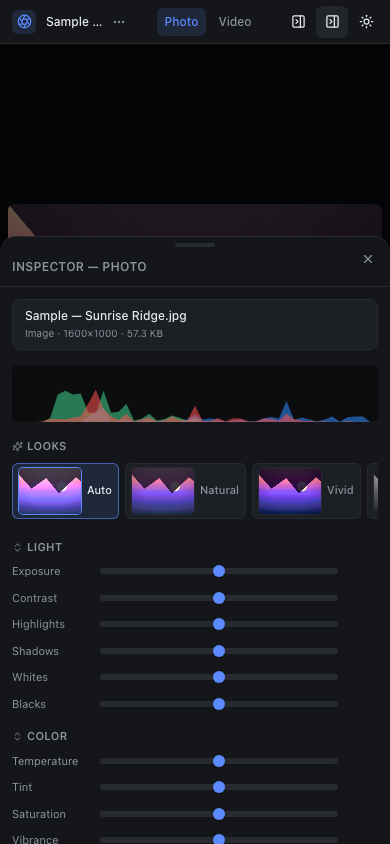 Sample ...
Photo
Video
INSPECTOR — PHOTO
Sample — Sunrise Ridge.jpg
Image · 1600×1000 · 57.3 KB
LOOKS
Auto
Natural
Vivid
LIGHT
Exposure
Contrast
Highlights
Shadows
Whites
Blacks
COLOR
Temperature
Tint
Saturation
Vibrance